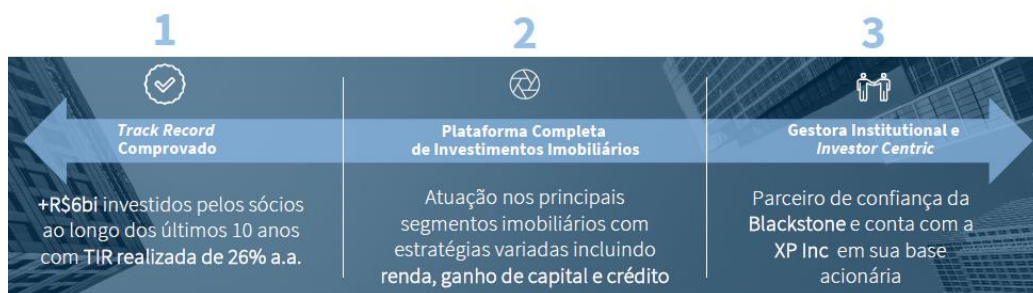 1
Track Record
Comprovado
+R$6bi investidos pelos sócios
ao longo dos últimos 10 anos
com TIR realizada de 26% a.a.
2
Plataforma Completa
de Investimentos Imobiliários
Atuação nos principais
segmentos imobiliários com
estratégias variadas incluindo
renda, ganho de capital e crédito
3
Gestora Institutional e
Investor Centric
Parceiro de confiança da
Blackstone e conta com a
XP Inc em sua base
acionária